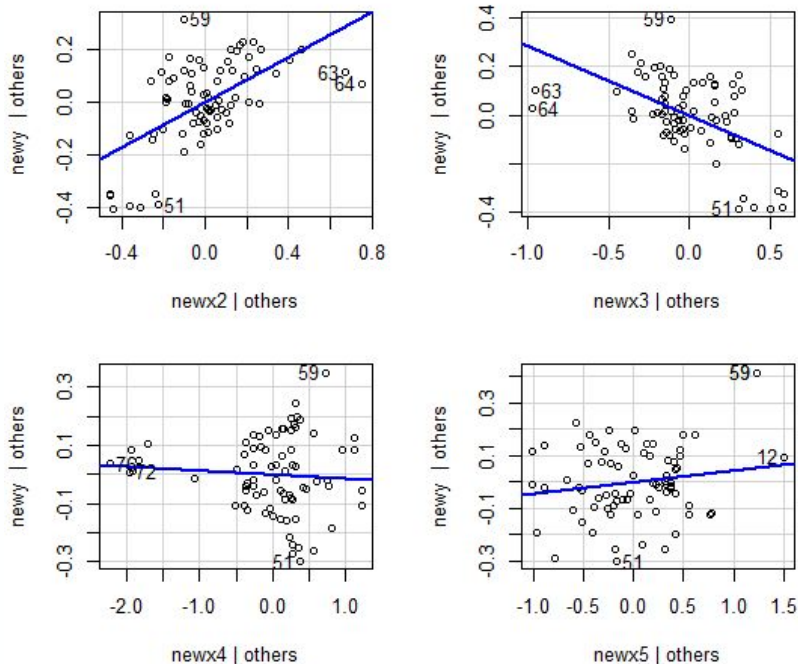 59
63
64
51
newy | others
-0.4 -0.2 0.0 0.2
-0.4 0.0 0.4 0.8
newx2 | others
59
63
64
51
newy | others
-0.4 0.0 0.2 0.4
-1.0 -0.5 0.0 0.5
newx3 | others
59
72
51
newy | others
-0.3 -0.1 0.1 0.3
-2.0 -1.0 0.0 1.0
newx4 | others
59
12
51
newy | others
-0.3 -0.1 0.1 0.3
-1.0 -0.5 0.0 0.5 1.0 1.5
newx5 | others